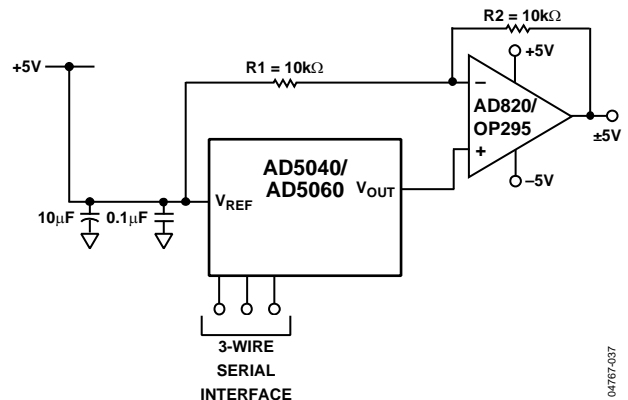 R2 = 10kΩ
+5V
R1 = 10kΩ
+5V
−
AD820/
OP295
+
±5V
–5V
AD5040/
AD5060
VREF
VOUT
10μF
0.1μF
3-WIRE
SERIAL
INTERFACE
04767-037